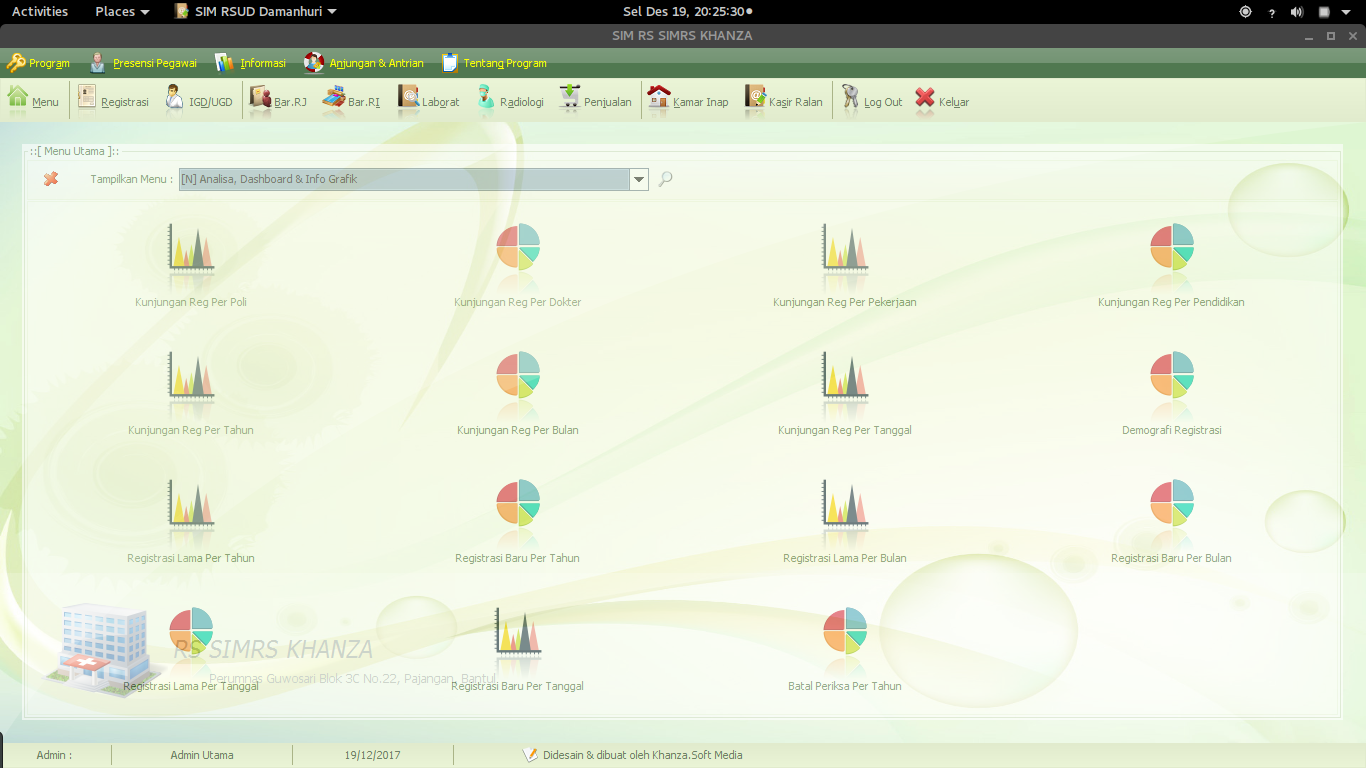 Activities Places SIM RSUD Damanhuri Sel Des 19, 20:25:30
SIM RS SIMRS KHANZA
Program Presensi Pegawai Informasi Anjungan & Antrian Tentang Program
Menu Registrasi IGD/UGD Bar.RJ Bar.RI Laborat Radiologi Penjualan Kamar Inap Kasir Ralan Log Out Keluar
::[ Menu Utama ]::
Tampilkan Menu : [N] Analisa, Dashboard & Info Grafik
Kunjungan Reg Per Poli Kunjungan Reg Per Dokter Kunjungan Reg Per Pekerjaan Kunjungan Reg Per Pendidikan
Kunjungan Reg Per Tahun Kunjungan Reg Per Bulan Kunjungan Reg Per Tanggal Demografi Registrasi
Registrasi Lama Per Tahun Registrasi Baru Per Tahun Registrasi Lama Per Bulan Registrasi Baru Per Bulan
RS SIMRS KHANZA
Perumnas Guwosari Blok 3C No.22, Pajangan, Bantul
Registrasi Lama Per Tanggal Registrasi Baru Per Tanggal Batal Periksa Per Tahun
Admin : Admin Utama 19/12/2017 Didesain & dibuat oleh Khanza.Soft Media